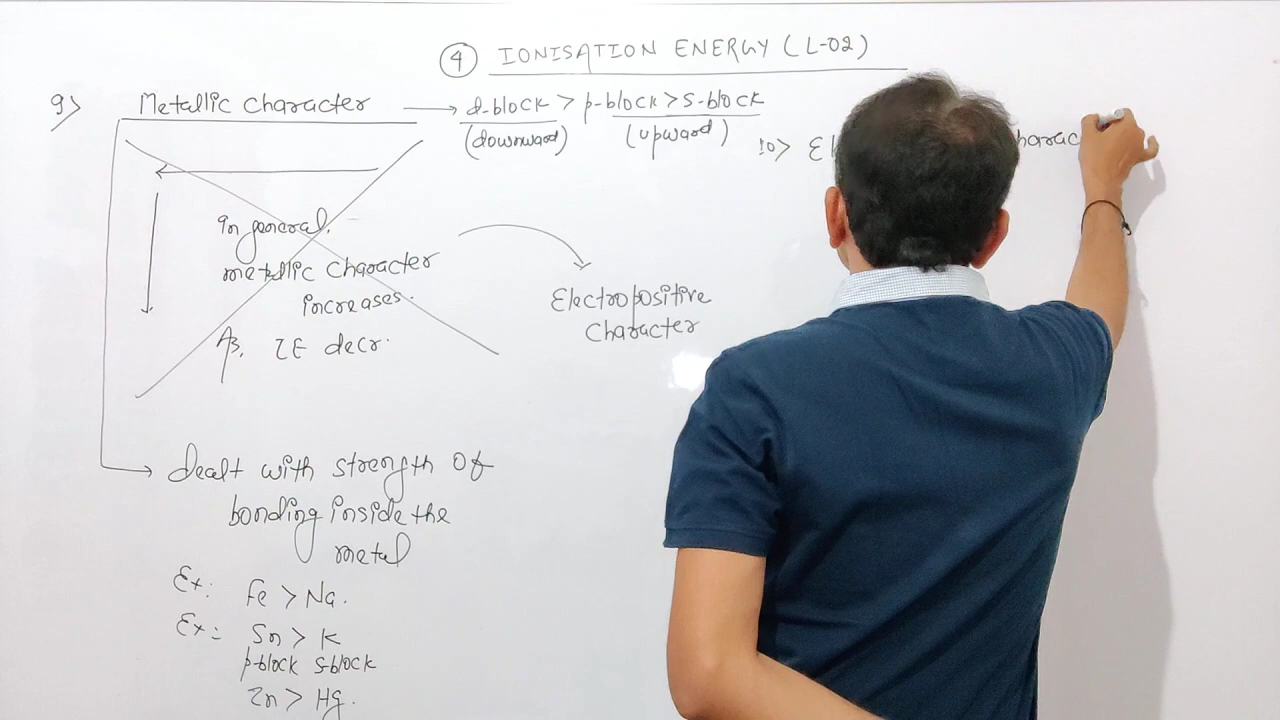 4 IONISATION ENERGY (L-02)
9> Metallic Character → d-block > p-block > s-block
(downward) (upward)
10> El harac
In general,
metallic character
increases.
As, IE decr.
Electropositive
Character
dealt with strength of
bonding inside the
metal
Ex: Fe > Na.
Ex: Sn > K
p-block s-block
Zn > Hg.